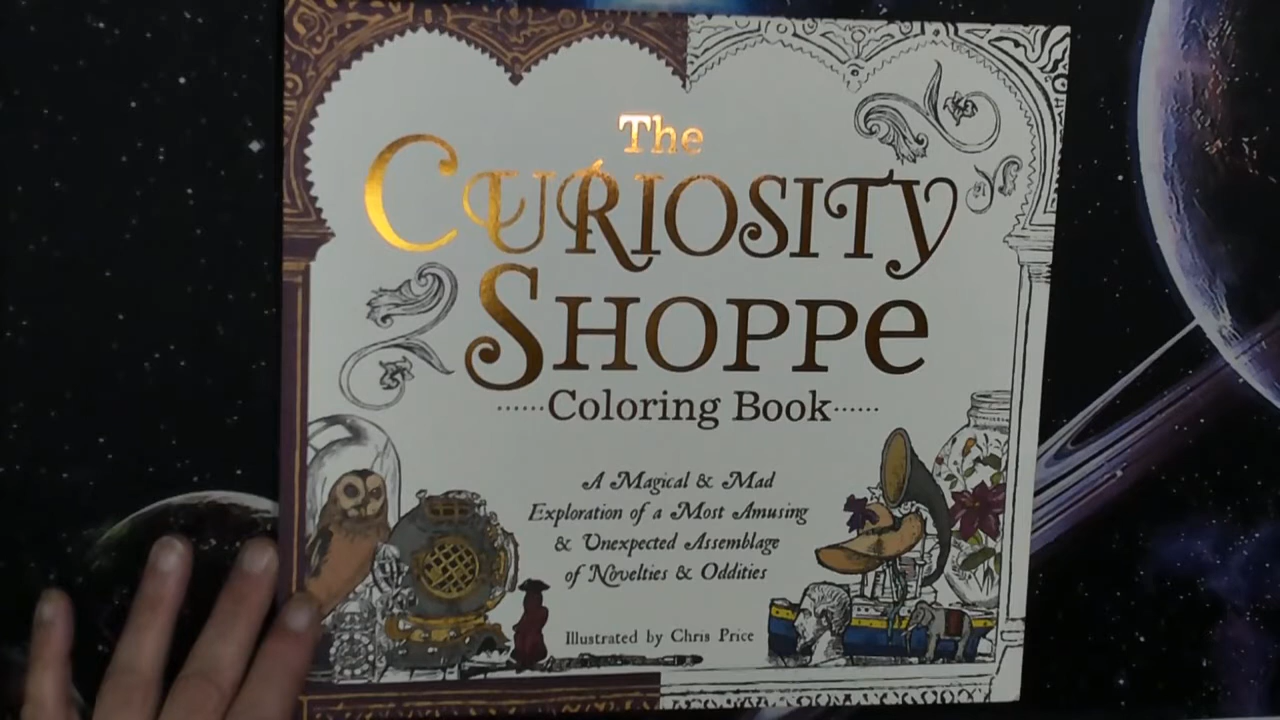 The
Curiosity
Shoppe
Coloring Book
A Magical & Mad
Exploration of a Most Amusing
& Unexpected Assemblage
of Novelties & Oddities
Illustrated by Chris Price